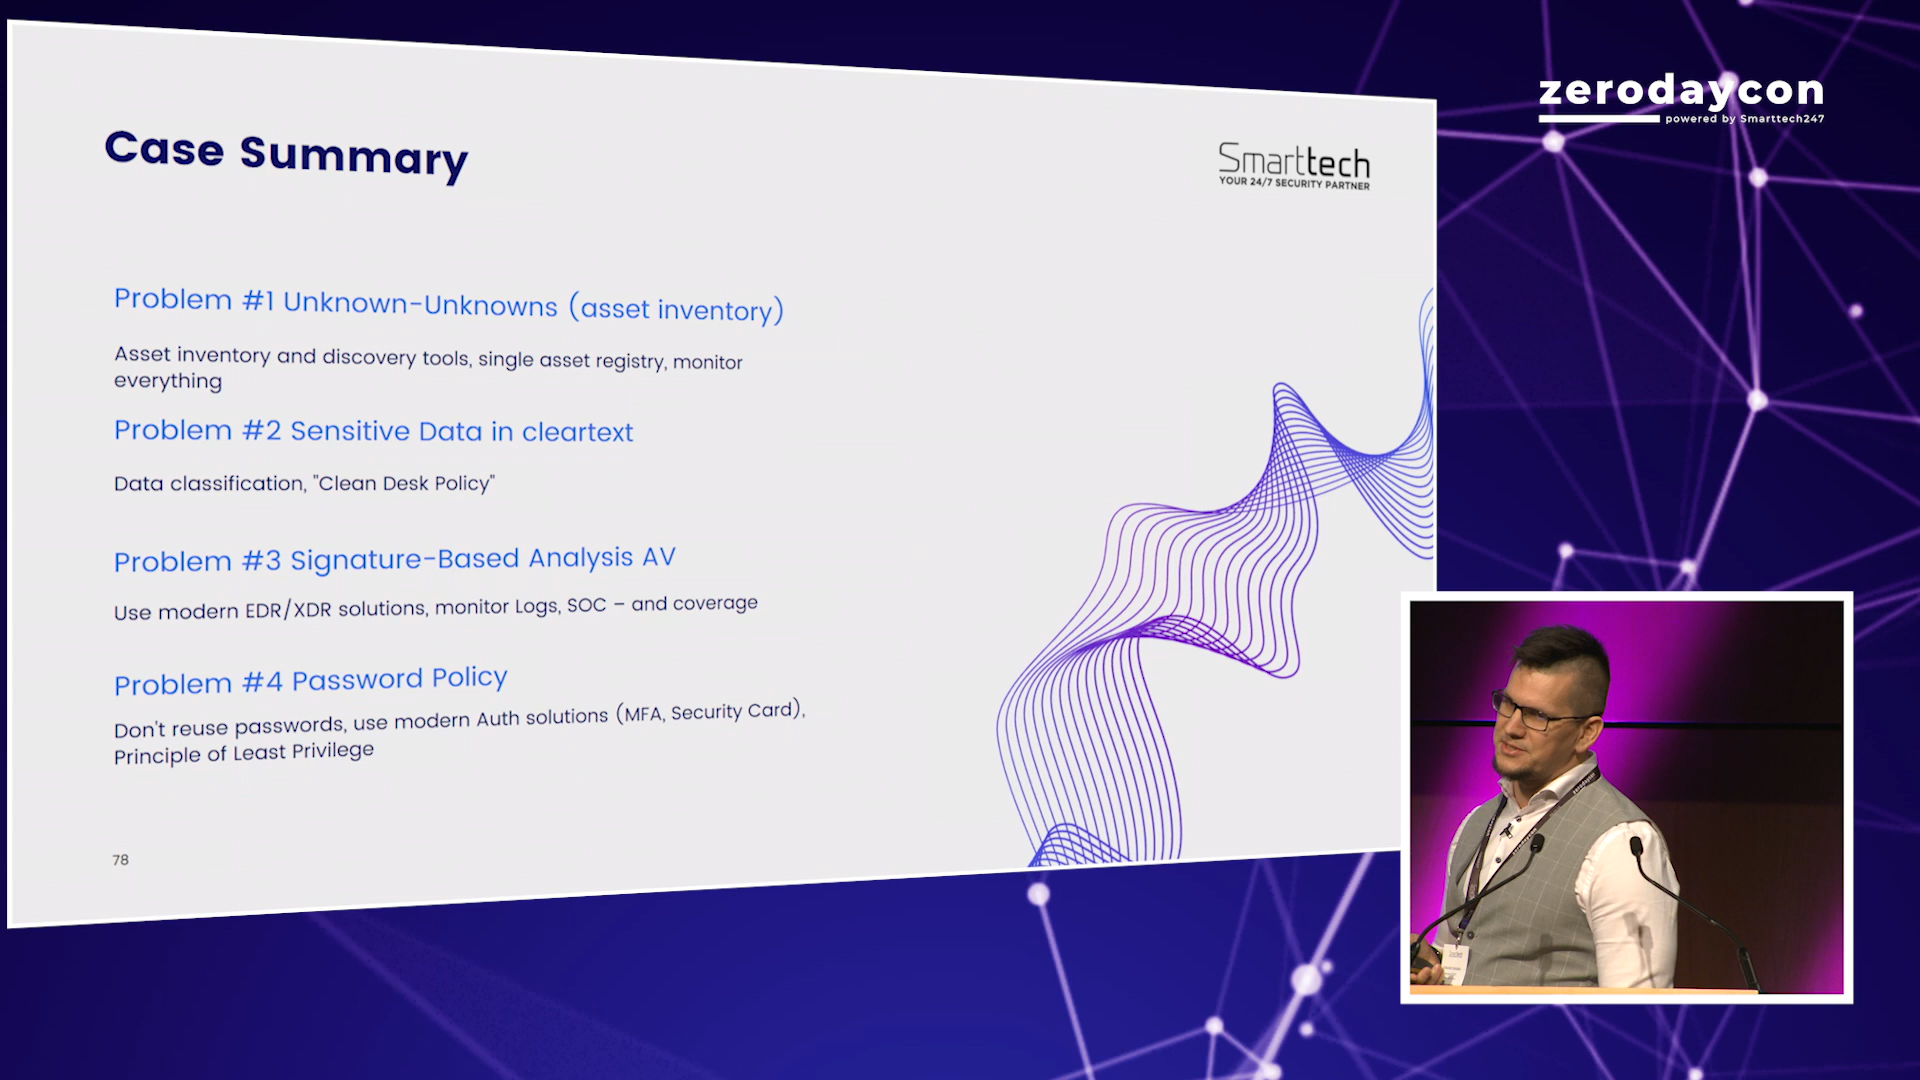 Case Summary
Smarttech
YOUR 24/7 SECURITY PARTNER
Problem #1 Unknown-Unknowns (asset inventory)
Asset inventory and discovery tools, single asset registry, monitor
everything
Problem #2 Sensitive Data in cleartext
Data classification, "Clean Desk Policy"
Problem #3 Signature-Based Analysis AV
Use modern EDR/XDR solutions, monitor Logs, SOC – and coverage
Problem #4 Password Policy
Don't reuse passwords, use modern Auth solutions (MFA, Security Card),
Principle of Least Privilege
78
zerodaycon
powered by Smarttech247